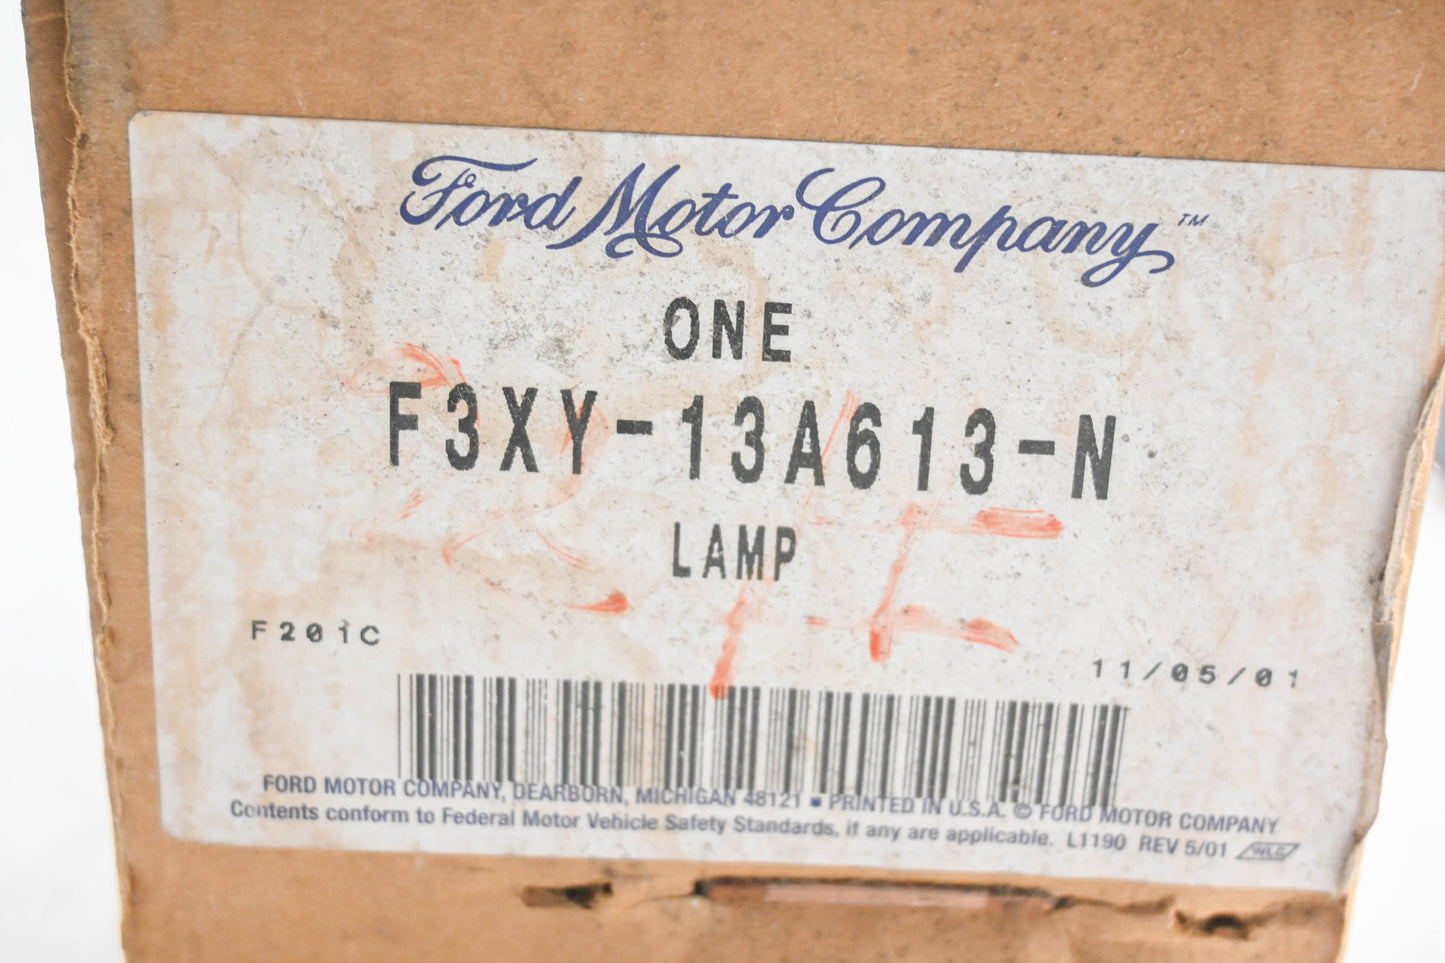 Ford Motor Company™
ONE
F3XY-13A613-N
LAMP
F201C
11/05/01
FORD MOTOR COMPANY, DEARBORN, MICHIGAN 48121 ▪ PRINTED IN U.S.A. © FORD MOTOR COMPANY
Contents conform to Federal Motor Vehicle Safety Standards, if any are applicable. L1190 REV 5/01 WLC